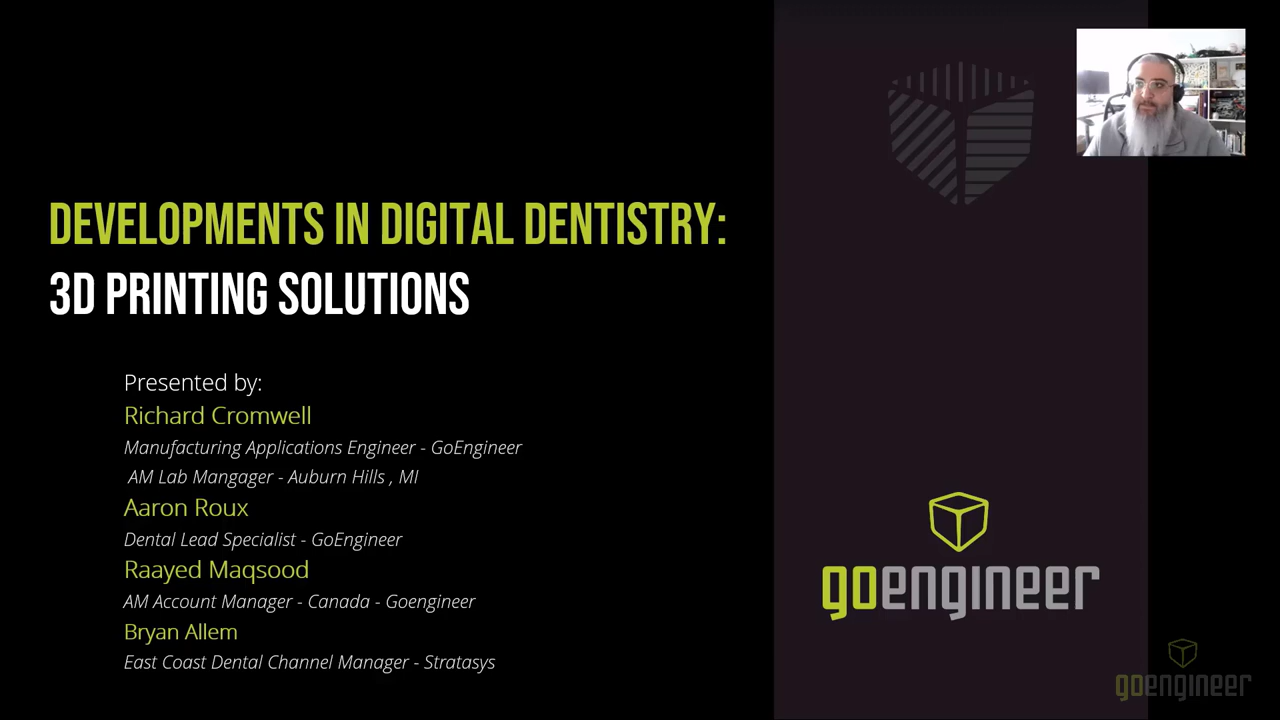 DEVELOPMENTS IN DIGITAL DENTISTRY:
3D PRINTING SOLUTIONS
Presented by:
Richard Cromwell
Manufacturing Applications Engineer - GoEngineer
AM Lab Mangager - Auburn Hills , MI
Aaron Roux
Dental Lead Specialist - GoEngineer
Raayed Maqsood
AM Account Manager - Canada - Goengineer
Bryan Allem
East Coast Dental Channel Manager - Stratasys
goengineer
goengineer